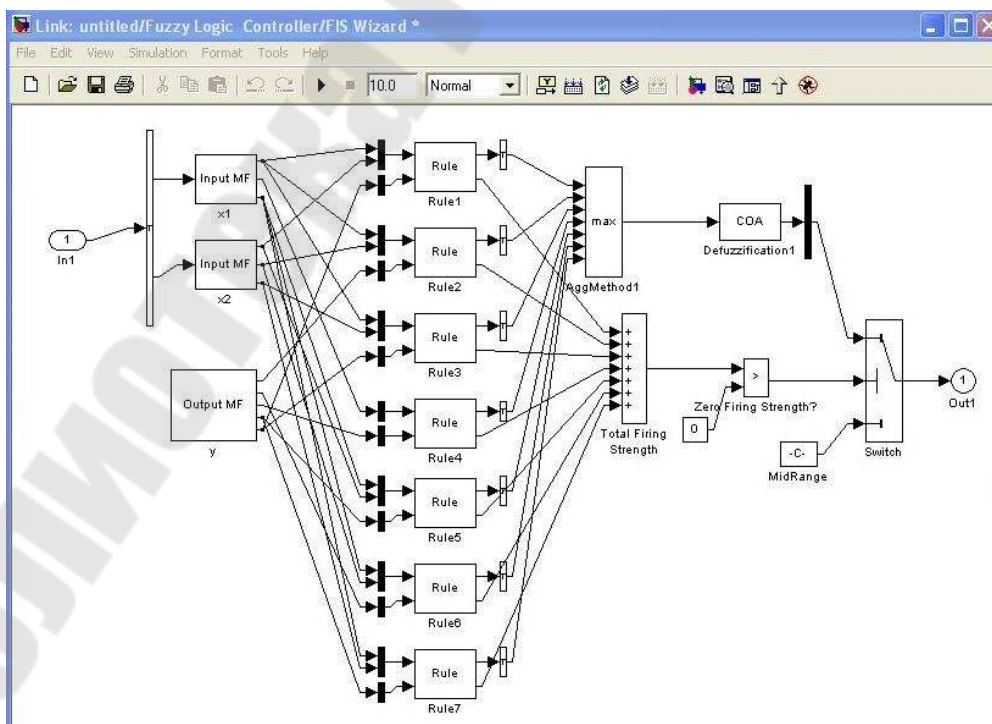 Link: untitled/Fuzzy Logic Controller/FIS Wizard *
File Edit View Simulation Format Tools Help
10.0 Normal
1
In1
Input MF
x1
Input MF
x2
Output MF
y
Rule
Rule1
Rule
Rule2
Rule
Rule3
Rule
Rule4
Rule
Rule5
Rule
Rule6
Rule
Rule7
max
AggMethod1
+
+
+
+
+
+
+
Total Firing
Strength
COA
Defuzzification1
>
Zero Firing Strength?
0
-C-
MidRange
Switch
1
Out1